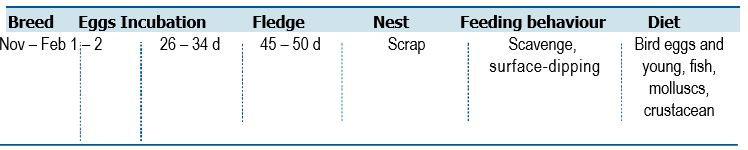 Breed Eggs Incubation Fledge Nest Feeding behaviour Diet
Nov – Feb 1 – 2 26 – 34 d 45 – 50 d Scrap Scavenge, Bird eggs and
surface-dipping young, fish,
molluscs,
crustacean